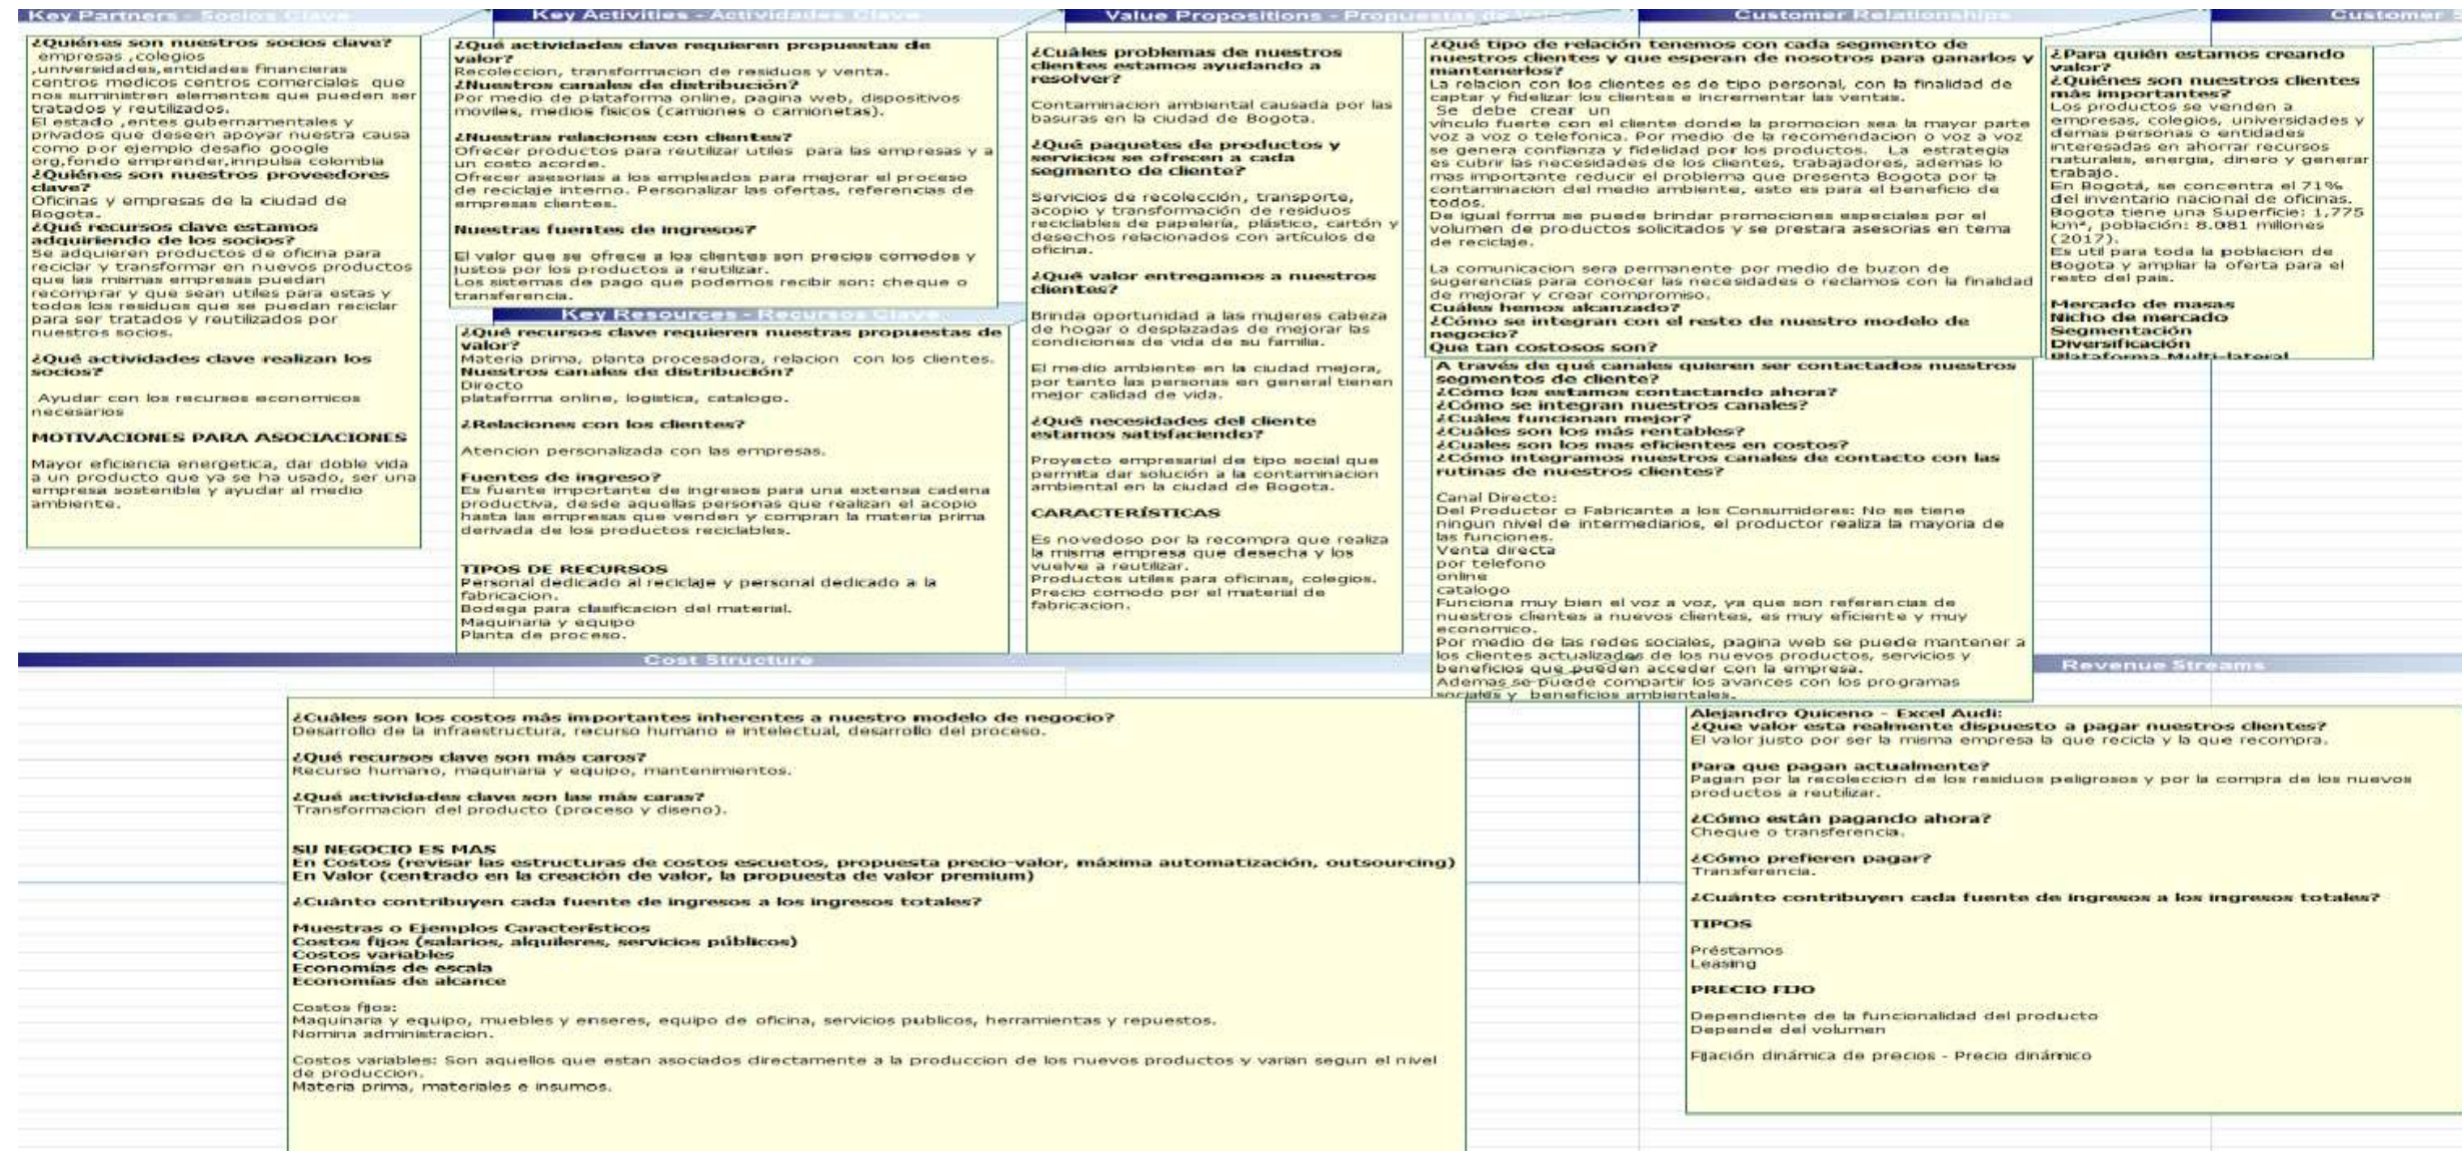 Key Partners - Socios Clave
¿Quiénes son nuestros socios clave?
empresas ,colegios
,universidades,entidades financieras
centros medicos centros comerciales que
nos suministren elementos que pueden ser
tratados y reutilizados.
El estado ,entes gubernamentales y
privados que deseen apoyar nuestra causa
como por ejemplo desafio google
org,fondo emprender,innpulsa colombia
¿Quiénes son nuestros proveedores
clave?
Oficinas y empresas de la ciudad de
Bogota.
¿Qué recursos clave estamos
adquiriendo de los socios?
Se adquieren productos de oficina para
reciclar y transformar en nuevos productos
que las mismas empresas puedan
recomprar y que sean utiles para estas y
todos los residuos que se puedan reciclar
para ser tratados y reutilizados por
nuestros socios.
¿Qué actividades clave realizan los
socios?
Ayudar con los recursos economicos
necesarios
MOTIVACIONES PARA ASOCIACIONES
Mayor eficiencia energetica, dar doble vida
a un producto que ya se ha usado, ser una
empresa sostenible y ayudar al medio
ambiente.
Key Activities - Actividades Clave
¿Qué actividades clave requieren propuestas de
valor?
Recoleccion, transformacion de residuos y venta.
¿Nuestros canales de distribución?
Por medio de plataforma online, pagina web, dispositivos
moviles, medios fisicos (camiones o camionetas).
¿Nuestras relaciones con clientes?
Ofrecer productos para reutilizar utiles para las empresas y a
un costo acorde.
Ofrecer asesorias a los empleados para mejorar el proceso
de reciclaje interno. Personalizar las ofertas, referencias de
empresas clientes.
Nuestras fuentes de ingresos?
El valor que se ofrece a los clientes son precios comodos y
justos por los productos a reutilizar.
Los sistemas de pago que podemos recibir son: cheque o
transferencia.
Key Resources - Recursos Clave
¿Qué recursos clave requieren nuestras propuestas de
valor?
Materia prima, planta procesadora, relacion con los clientes.
Nuestros canales de distribución?
Directo
plataforma online, logistica, catalogo.
¿Relaciones con los clientes?
Atencion personalizada con las empresas.
Fuentes de ingreso?
Es fuente importante de ingresos para una extensa cadena
productiva, desde aquellas personas que realizan el acopio
hasta las empresas que venden y compran la materia prima
derivada de los productos reciclables.
TIPOS DE RECURSOS
Personal dedicado al reciclaje y personal dedicado a la
fabricacion.
Bodega para clasificacion del material.
Maquinaria y equipo
Planta de proceso.
Value Propositions - Propuestas de
¿Cuáles problemas de nuestros
clientes estamos ayudando a
resolver?
Contaminacion ambiental causada por las
basuras en la ciudad de Bogota.
¿Qué paquetes de productos y
servicios se ofrecen a cada
segmento de cliente?
Servicios de recolección, transporte,
acopio y transformación de residuos
reciclables de papelería, plástico, cartón y
desechos relacionados con artículos de
oficina.
¿Qué valor entregamos a nuestros
clientes?
Brinda oportunidad a las mujeres cabeza
de hogar o desplazadas de mejorar las
condiciones de vida de su familia.
El medio ambiente en la ciudad mejora,
por tanto las personas en general tienen
mejor calidad de vida.
¿Qué necesidades del cliente
estamos satisfaciendo?
Proyecto empresarial de tipo social que
permita dar solución a la contaminacion
ambiental en la ciudad de Bogota.
CARACTERÍSTICAS
Es novedoso por la recompra que realiza
la misma empresa que desecha y los
vuelve a reutilizar.
Productos utiles para oficinas, colegios.
Precio comodo por el material de
fabricacion.
Customer Relationships
¿Qué tipo de relación tenemos con cada segmento de
nuestros clientes y que esperan de nosotros para ganarlos y
mantenerlos?
La relacion con los clientes es de tipo personal, con la finalidad de
captar y fidelizar los clientes e incrementar las ventas.
Se debe crear un
vínculo fuerte con el cliente donde la promocion sea la mayor parte
voz a voz o telefonica. Por medio de la recomendacion o voz a voz
se genera confianza y fidelidad por los productos. La estrategia
es cubrir las necesidades de los clientes, trabajadores, ademas lo
mas importante reducir el problema que presenta Bogota por la
contaminacion del medio ambiente, esto es para el beneficio de
todos.
De igual forma se puede brindar promociones especiales por el
volumen de productos solicitados y se prestara asesorias en tema
de reciclaje.
La comunicacion sera permanente por medio de buzon de
sugerencias para conocer las necesidades o reclamos con la finalidad
de mejorar y crear compromiso.
Cuáles hemos alcanzado?
¿Cómo se integran con el resto de nuestro modelo de
negocio?
Que tan costosos son?
A través de qué canales quieren ser contactados nuestros
segmentos de cliente?
¿Cómo los estamos contactando ahora?
¿Cómo se integran nuestros canales?
¿Cuáles funcionan mejor?
¿Cuáles son los más rentables?
¿Cuales son los mas eficientes en costos?
¿Cómo integramos nuestros canales de contacto con las
rutinas de nuestros clientes?
Canal Directo:
Del Productor o Fabricante a los Consumidores: No se tiene
ningun nivel de intermediarios, el productor realiza la mayoria de
las funciones.
Venta directa
por telefono
online
catalogo
Funciona muy bien el voz a voz, ya que son referencias de
nuestros clientes a nuevos clientes, es muy eficiente y muy
economico.
Por medio de las redes sociales, pagina web se puede mantener a
los clientes actualizados de los nuevos productos, servicios y
beneficios que pueden acceder con la empresa.
Ademas se puede compartir los avances con los programas
sociales y beneficios ambientales.
Customer
¿Para quién estamos creando
valor?
¿Quiénes son nuestros clientes
más importantes?
Los productos se venden a
empresas, colegios, universidades y
demas personas o entidades
interesadas en ahorrar recursos
naturales, energia, dinero y generar
trabajo.
En Bogotá, se concentra el 71%
del inventario nacional de oficinas.
Bogota tiene una Superficie: 1,775
km², población: 8.081 millones
(2017).
Es util para toda la poblacion de
Bogota y ampliar la oferta para el
resto del pais.
Mercado de masas
Nicho de mercado
Segmentación
Diversificación
Plataforma Multi-lateral
Cost Structure
¿Cuáles son los costos más importantes inherentes a nuestro modelo de negocio?
Desarrollo de la infraestructura, recurso humano e intelectual, desarrollo del proceso.
¿Qué recursos clave son más caros?
Recurso humano, maquinaria y equipo, mantenimientos.
¿Qué actividades clave son las más caras?
Transformacion del producto (proceso y diseno).
SU NEGOCIO ES MAS
En Costos (revisar las estructuras de costos escuetos, propuesta precio-valor, máxima automatización, outsourcing)
En Valor (centrado en la creación de valor, la propuesta de valor premium)
¿Cuánto contribuyen cada fuente de ingresos a los ingresos totales?
Muestras o Ejemplos Característicos
Costos fijos (salarios, alquileres, servicios públicos)
Costos variables
Economías de escala
Economías de alcance
Costos fijos:
Maquinaria y equipo, muebles y enseres, equipo de oficina, servicios publicos, herramientas y repuestos.
Nomina administracion.
Costos variables: Son aquellos que estan asociados directamente a la produccion de los nuevos productos y varian segun el nivel
de produccion.
Materia prima, materiales e insumos.
Revenue Streams
Alejandro Quiceno - Excel Audi:
¿Que valor esta realmente dispuesto a pagar nuestros clientes?
El valor justo por ser la misma empresa la que recicla y la que recompra.
Para que pagan actualmente?
Pagan por la recoleccion de los residuos peligrosos y por la compra de los nuevos
productos a reutilizar.
¿Cómo están pagando ahora?
Cheque o transferencia.
¿Cómo prefieren pagar?
Transferencia.
¿Cuánto contribuyen cada fuente de ingresos a los ingresos totales?
TIPOS
Préstamos
Leasing
PRECIO FIJO
Dependiente de la funcionalidad del producto
Depende del volumen
Fijación dinámica de precios - Precio dinámico